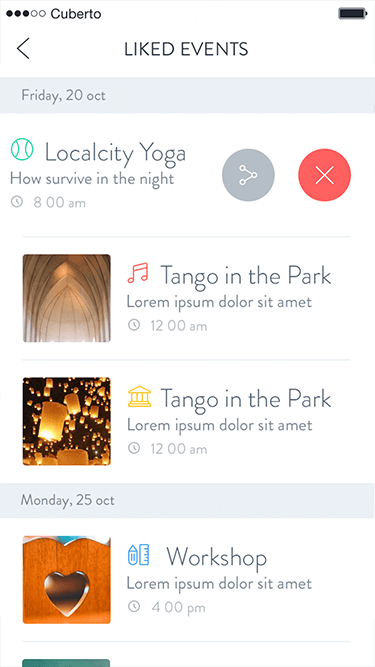 Cuberto
LIKED EVENTS
Friday, 20 oct
Localcity Yoga
How survive in the night
8 00 am
Tango in the Park
Lorem ipsum dolor sit amet
12 00 am
Tango in the Park
Lorem ipsum dolor sit amet
12 00 am
Monday, 25 oct
Workshop
Lorem ipsum dolor sit amet
4 00 pm